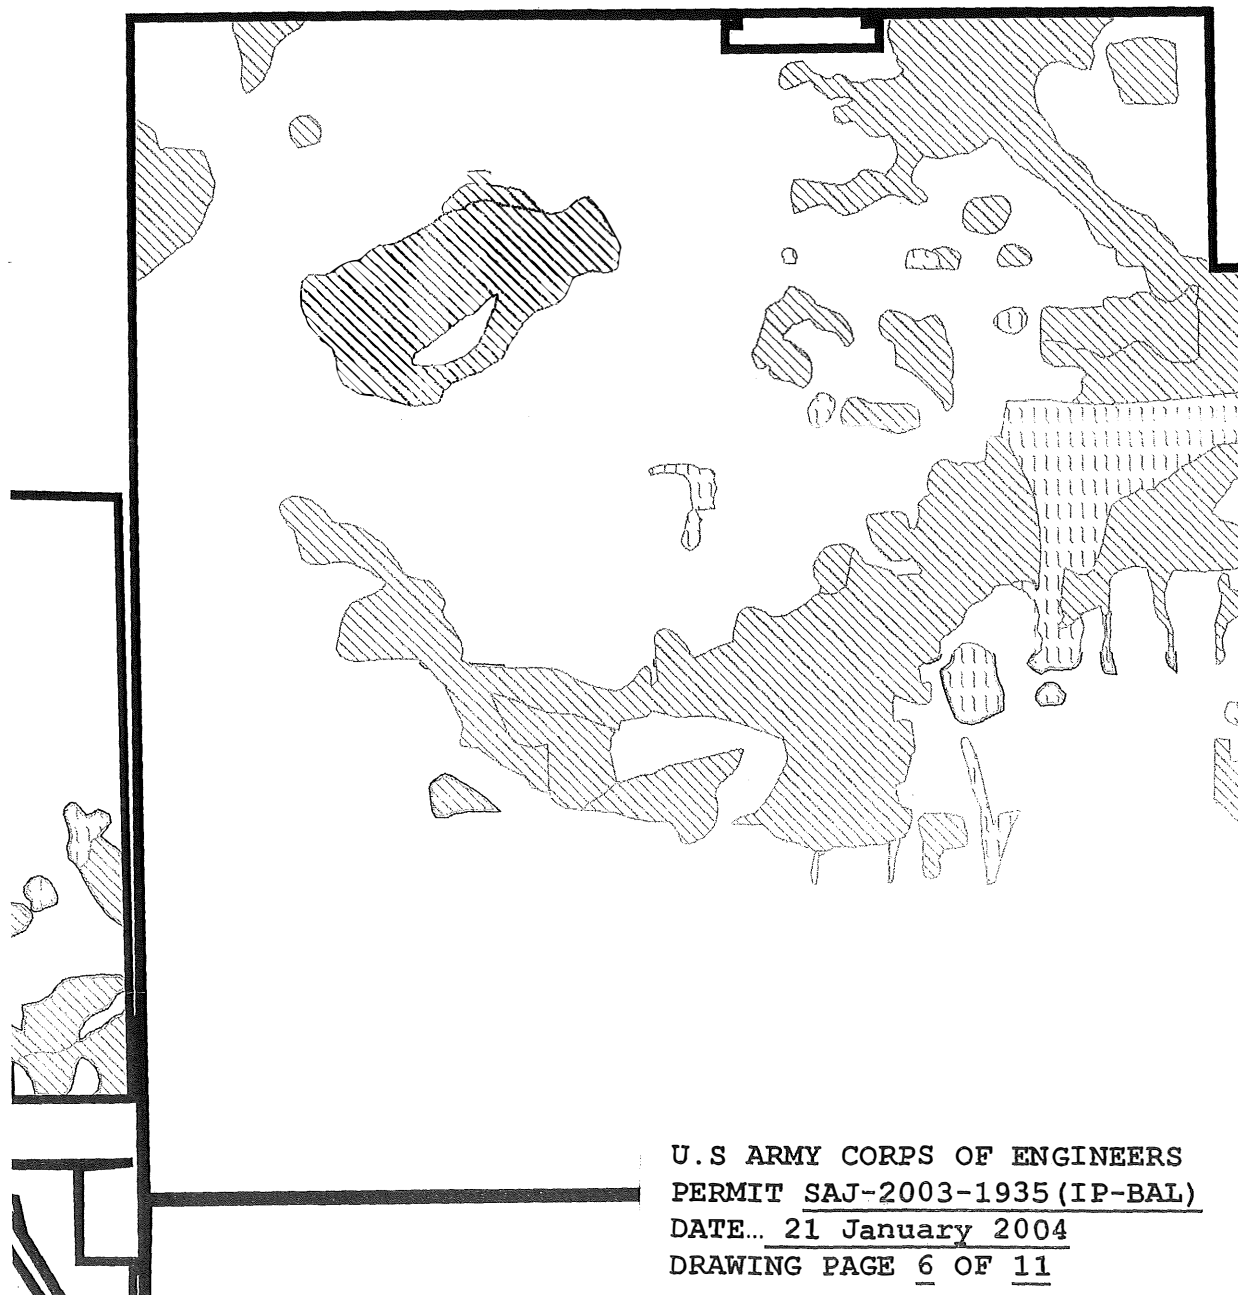 U.S ARMY CORPS OF ENGINEERS
PERMIT SAJ-2003-1935(IP-BAL)
DATE… 21 January 2004
DRAWING PAGE 6 OF 11